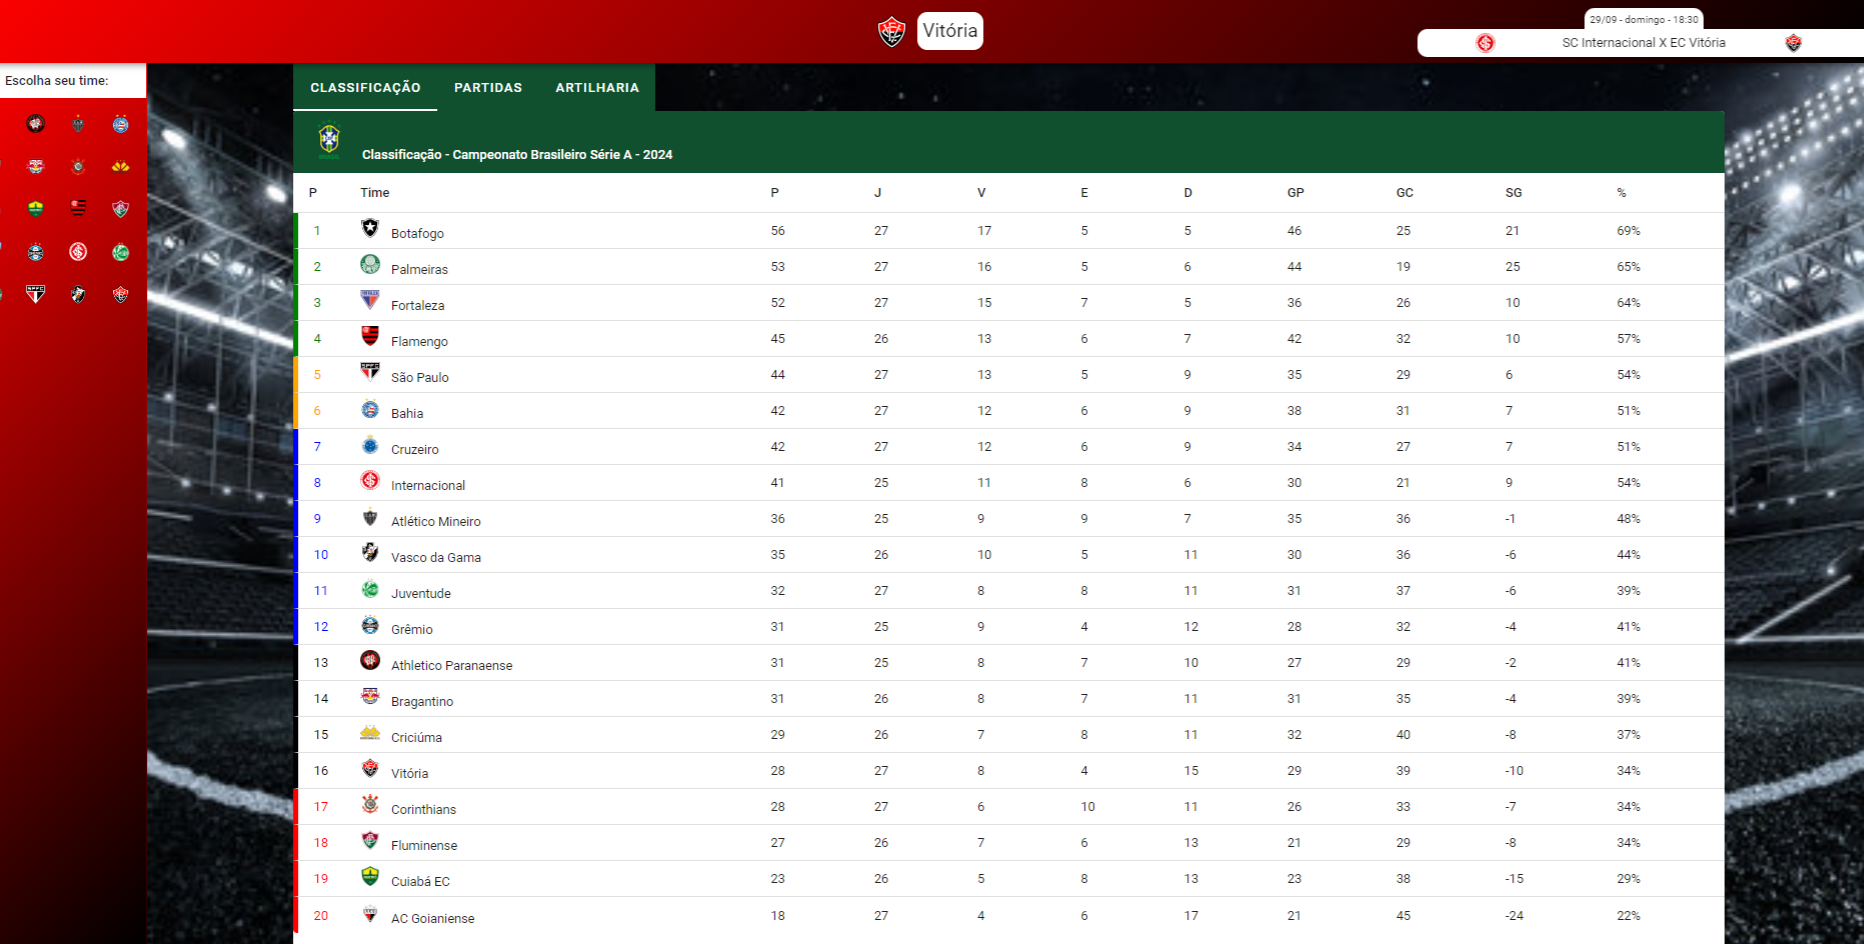 Vitória
29/09 - domingo - 18:30
SC Internacional X EC Vitória
Escolha seu time:
CLASSIFICAÇÃO PARTIDAS ARTILHARIA
Classificação - Campeonato Brasileiro Série A - 2024
P Time P J V E D GP GC SG %
1 Botafogo 56 27 17 5 5 46 25 21 69%
2 Palmeiras 53 27 16 5 6 44 19 25 65%
3 Fortaleza 52 27 15 7 5 36 26 10 64%
4 Flamengo 45 26 13 6 7 42 32 10 57%
5 São Paulo 44 27 13 5 9 35 29 6 54%
6 Bahia 42 27 12 6 9 38 31 7 51%
7 Cruzeiro 42 27 12 6 9 34 27 7 51%
8 Internacional 41 25 11 8 6 30 21 9 54%
9 Atlético Mineiro 36 25 9 9 7 35 36 -1 48%
10 Vasco da Gama 35 26 10 5 11 30 36 -6 44%
11 Juventude 32 27 8 8 11 31 37 -6 39%
12 Grêmio 31 25 9 4 12 28 32 -4 41%
13 Athletico Paranaense 31 25 8 7 10 27 29 -2 41%
14 Bragantino 31 26 8 7 11 31 35 -4 39%
15 Criciúma 29 26 7 8 11 32 40 -8 37%
16 Vitória 28 27 8 4 15 29 39 -10 34%
17 Corinthians 28 27 6 10 11 26 33 -7 34%
18 Fluminense 27 26 7 6 13 21 29 -8 34%
19 Cuiabá EC 23 26 5 8 13 23 38 -15 29%
20 AC Goianiense 18 27 4 6 17 21 45 -24 22%